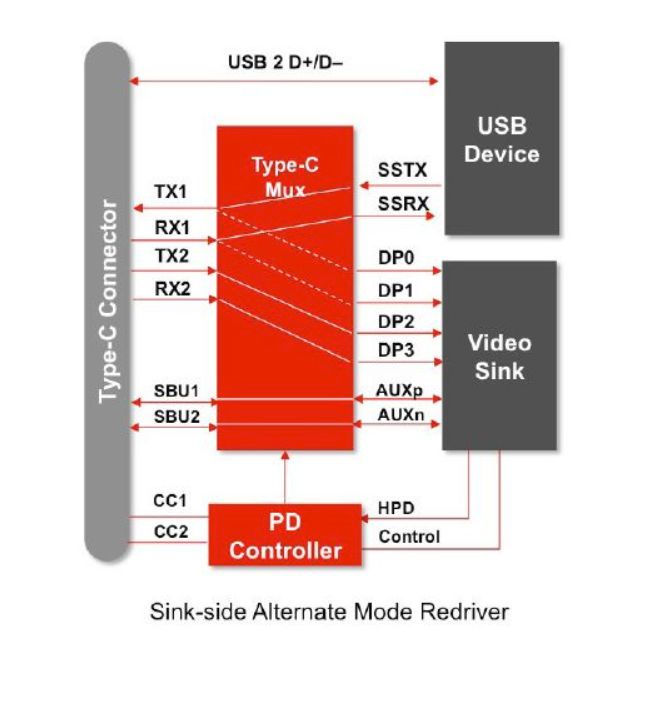 USB 2 D+/D–
USB
Device
Type-C
Mux
SSTX
SSRX
TX1
RX1
TX2
RX2
DP0
DP1
DP2
DP3
Type-C Connector
Video
Sink
SBU1
SBU2
AUXp
AUXn
CC1
CC2
PD
Controller
HPD
Control
Sink-side Alternate Mode Redriver